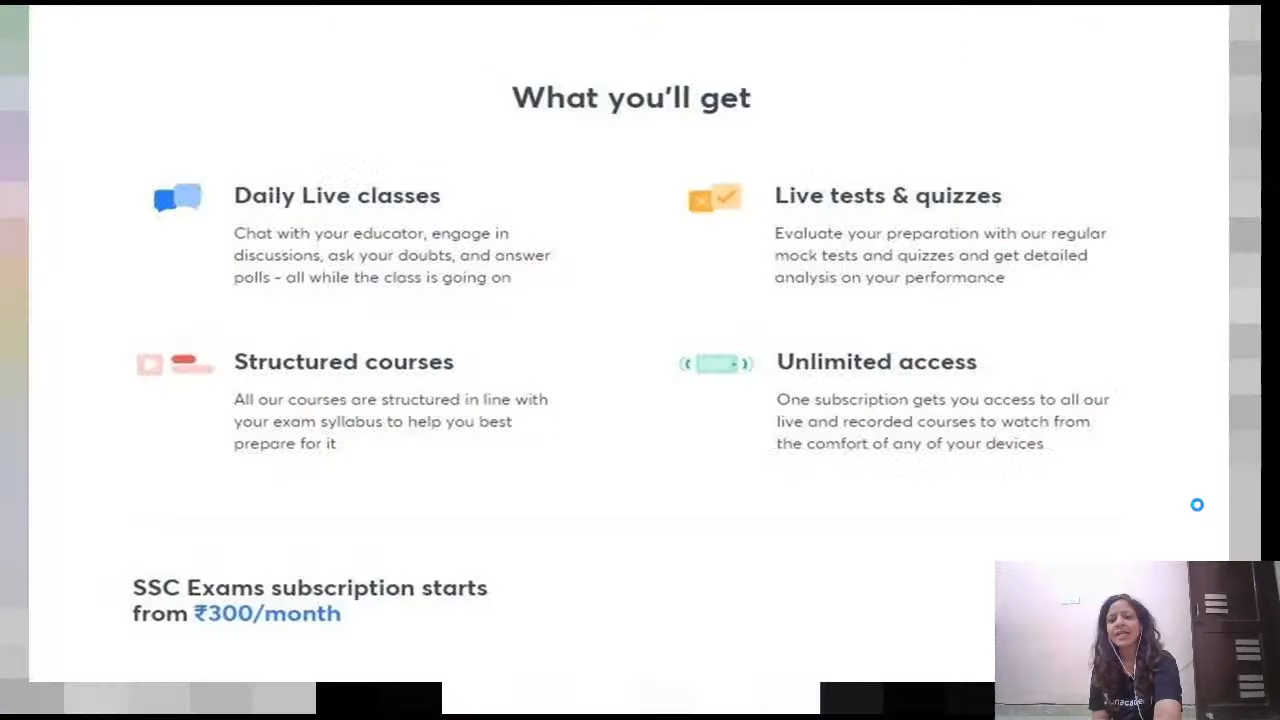 What you'll get
Daily Live classes
Chat with your educator, engage in
discussions, ask your doubts, and answer
polls - all while the class is going on
Live tests & quizzes
Evaluate your preparation with our regular
mock tests and quizzes and get detailed
analysis on your performance
Structured courses
All our courses are structured in line with
your exam syllabus to help you best
prepare for it
Unlimited access
One subscription gets you access to all our
live and recorded courses to watch from
the comfort of any of your devices
SSC Exams subscription starts
from ₹300/month